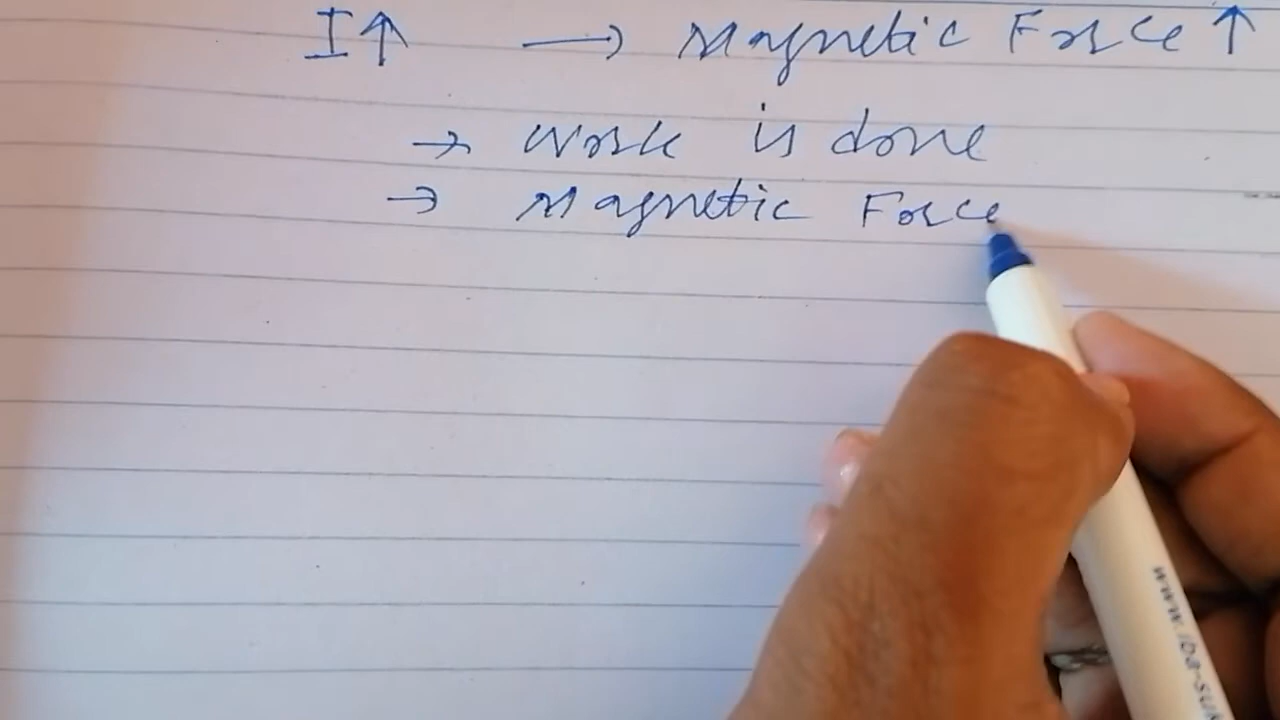 I↑ → Magnetic Force ↑
→ Work is done
→ Magnetic Force